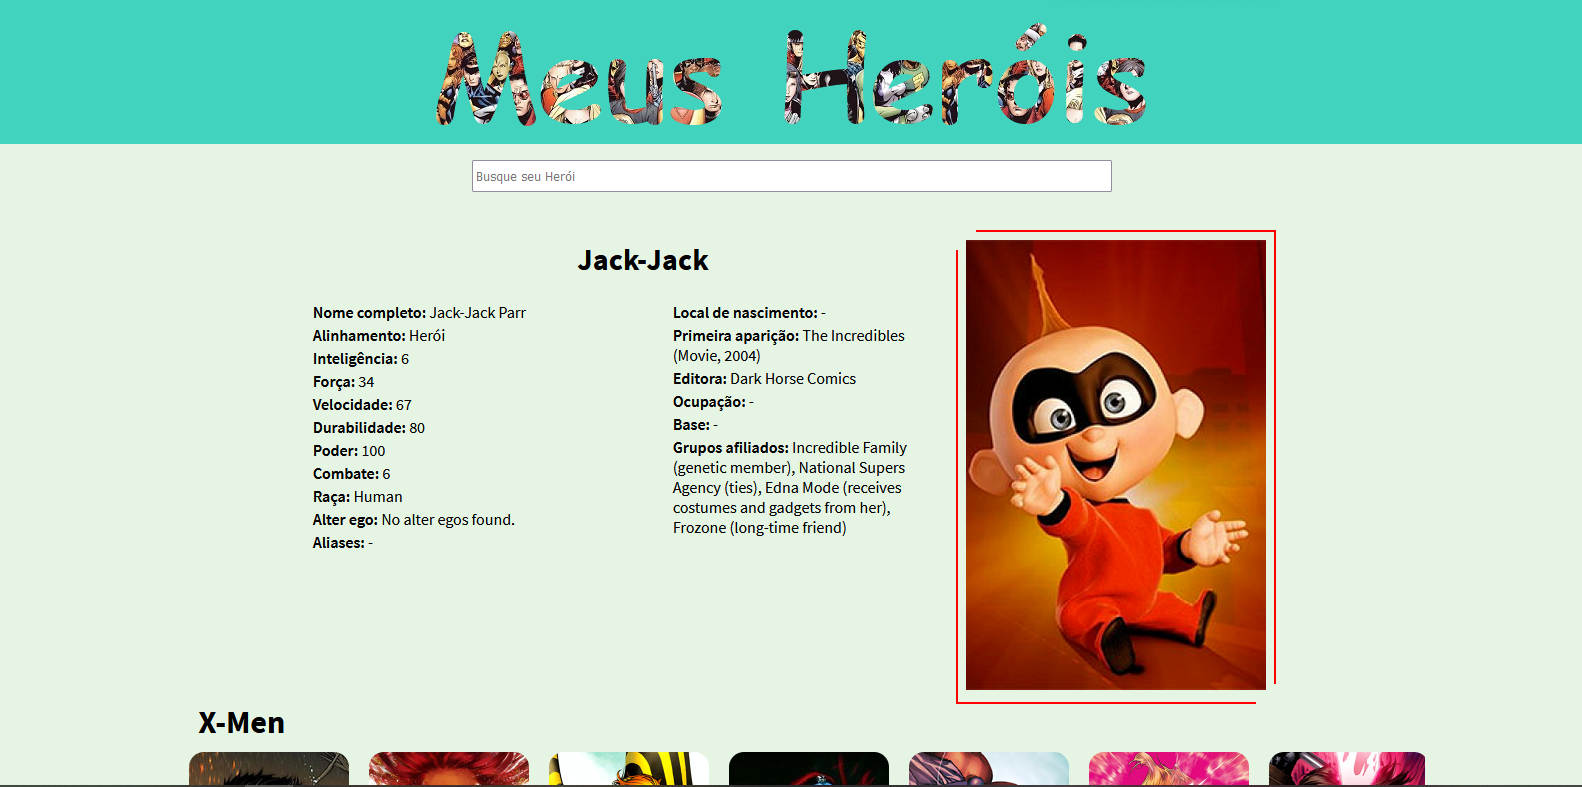 Meus Heróis
Busque seu Herói
Jack-Jack
Nome completo: Jack-Jack Parr
Alinhamento: Herói
Inteligência: 6
Força: 34
Velocidade: 67
Durabilidade: 80
Poder: 100
Combate: 6
Raça: Human
Alter ego: No alter egos found.
Aliases: -
Local de nascimento: -
Primeira aparição: The Incredibles
(Movie, 2004)
Editora: Dark Horse Comics
Ocupação: -
Base: -
Grupos afiliados: Incredible Family
(genetic member), National Supers
Agency (ties), Edna Mode (receives
costumes and gadgets from her),
Frozone (long-time friend)
X-Men